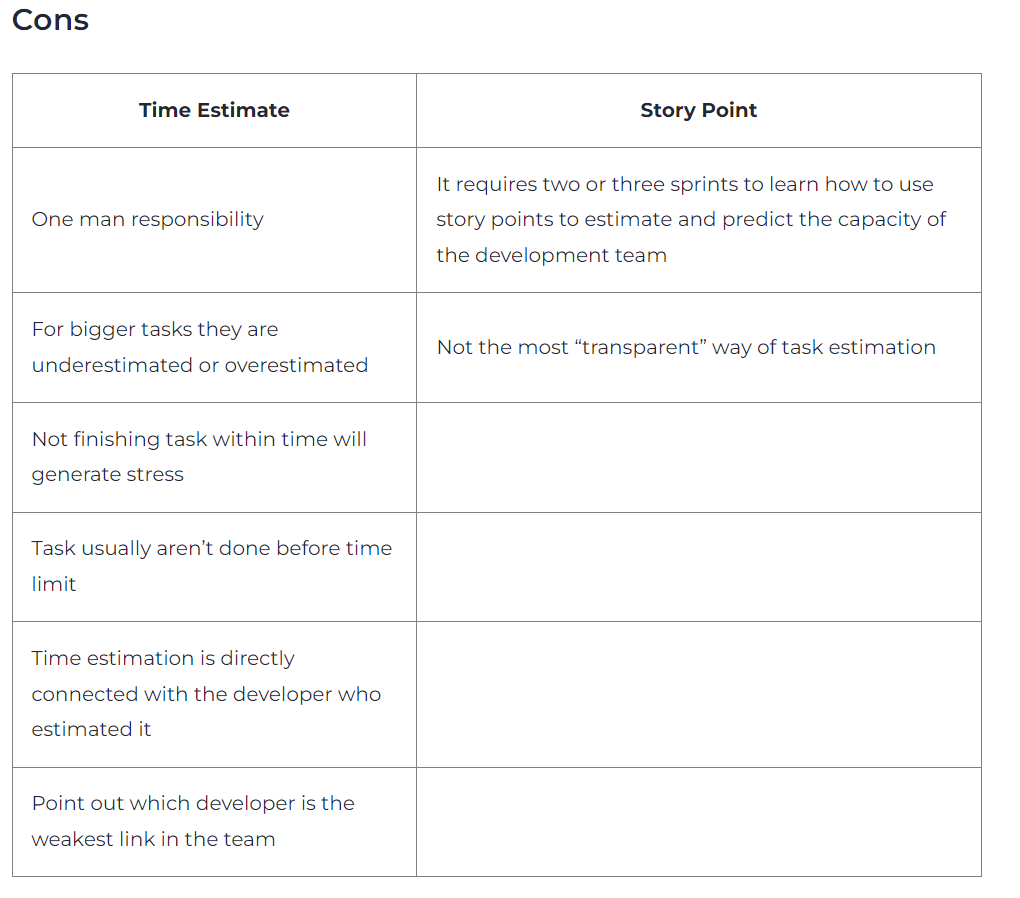 Cons
Time Estimate
Story Point
One man responsibility
It requires two or three sprints to learn how to use
story points to estimate and predict the capacity of
the development team
For bigger tasks they are
underestimated or overestimated
Not the most “transparent” way of task estimation
Not finishing task within time will
generate stress
Task usually aren’t done before time
limit
Time estimation is directly
connected with the developer who
estimated it
Point out which developer is the
weakest link in the team